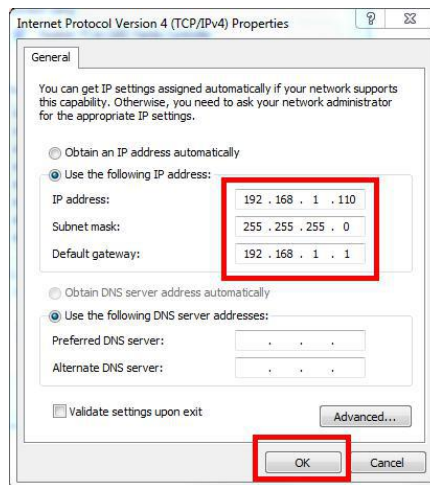 Internet Protocol Version 4 (TCP/IPv4) Properties
General
You can get IP settings assigned automatically if your network supports
this capability. Otherwise, you need to ask your network administrator
for the appropriate IP settings.
Obtain an IP address automatically
Use the following IP address:
IP address: 192 . 168 . 1 . 110
Subnet mask: 255 . 255 . 255 . 0
Default gateway: 192 . 168 . 1 . 1
Obtain DNS server address automatically
Use the following DNS server addresses:
Preferred DNS server: . . .
Alternate DNS server: . . .
Validate settings upon exit
Advanced...
OK Cancel